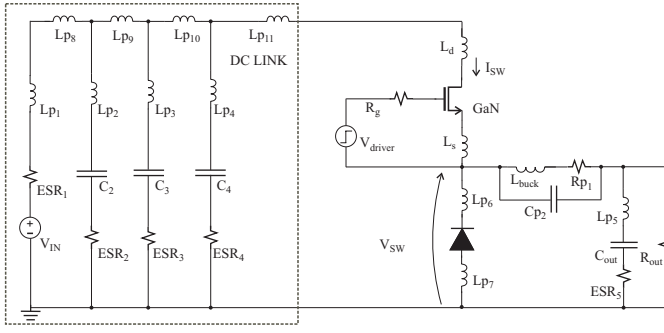 Lp8 Lp9 Lp10 Lp11
DC LINK
Ld
ISW
Lp1 Lp2 Lp3 Lp4
Rg
GaN
Vdriver
Ls
ESR1 C2 C3 C4
Lbuck Rp1
Cp2
Lp6
Lp5
VIN
ESR2 ESR3 ESR4
VSW
Cout Rout
Lp7
ESR5